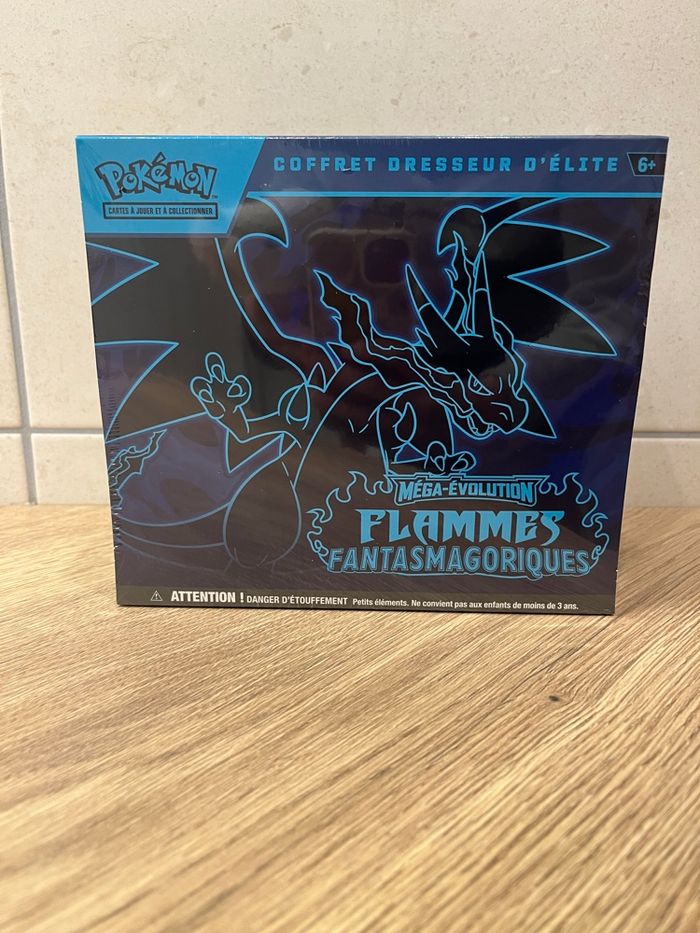 POKÉMON
CARTES À JOUER ET À COLLECTIONNER
COFFRET DRESSEUR D'ÉLITE
6+
MÉGA-ÉVOLUTION
FLAMMES
FANTASMAGORIQUES
ATTENTION ! DANGER D'ÉTOUFFEMENT Petits éléments. Ne convient pas aux enfants de moins de 3 ans.